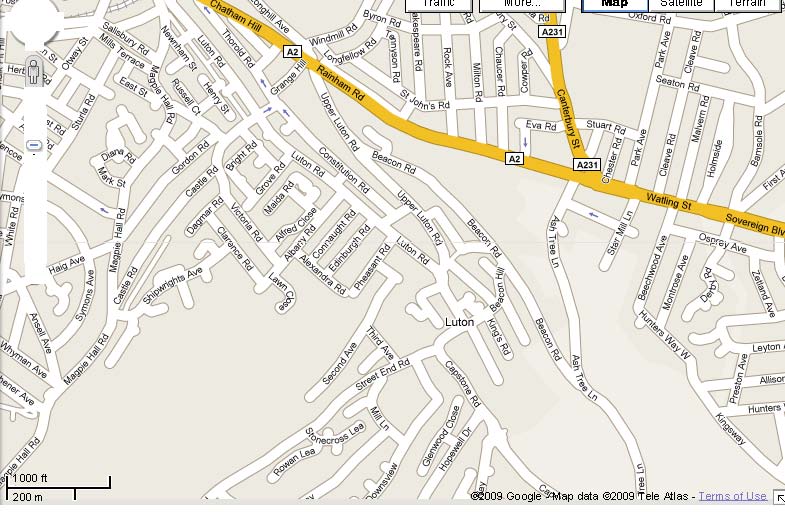 Traffic
More...
Map
Satellite
Terrain
Chatham Hill
Byron Rd
Windmill Rd
Longfellow Rd
Tennyson Rd
Rock Ave
Milton Rd
Chaucer Rd
Cowper Rd
A231
Oxford Rd
Park Ave
Cleave Rd
Salisbury Rd
Mills Terrace
Otway St
Newnham St
Luton Rd
Thorold Rd
A2
Rainham Rd
Grange Hill
St John's Rd
Canterbury St
Seaton Rd
East St
Magpie Hall Rd
Russell Ct
Henry St
Sturla Rd
Upper Luton Rd
Beacon Rd
Eva Rd
Stuart Rd
A2
A231
Chester Rd
Park Ave
Cleave Rd
Malvern Rd
Holmside
Barnsole Rd
First A
Diana Rd
Mark St
Gordon Rd
Bright Rd
Luton Rd
Constitution Rd
Castle Rd
Grove Rd
Maida Rd
Watling St
Sovereign Blv
White Rd
Magpie Hall Rd
Dagmar Rd
Victoria Rd
Clarence Rd
Alfred Close
Albany Rd
Connaught Rd
Edinburgh Rd
Alexandra Rd
Pheasant Rd
Upper Luton Rd
Luton Rd
Beacon Rd
Ash Tree Ln
Star Mill Ln
Osprey Ave
Haig Ave
Symons Ave
Castle Rd
Shipwrights Ave
Lawn Close
Beacon Hill
Beechwood Ave
Montrose Ave
Zetland Ave
Ansell Ave
Luton
King's Rd
Beacon Rd
Hunters Way W
Whyman Ave
Magpie Hall Rd
Second Ave
Third Ave
Street End Rd
Capstone Rd
Ash Tree Ln
Leyton A
Preston Ave
Allison
Hunters
Kingsway
Mill Ln
Stonecross Lea
Rowan Lea
Downsview
Glenwood Close
Hopewell Dr
1000 ft
200 m
©2009 Google - Map data ©2009 Tele Atlas - Terms of Use